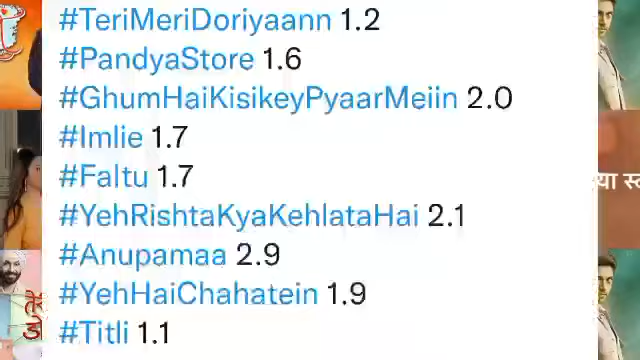 #TeriMeriDoriyaann 1.2
#PandyaStore 1.6
#GhumHaiKisikeyPyaarMeiin 2.0
#Imlie 1.7
#Faltu 1.7
#YehRishtaKyaKehlataHai 2.1
#Anupamaa 2.9
#YehHaiChahatein 1.9
#Titli 1.1